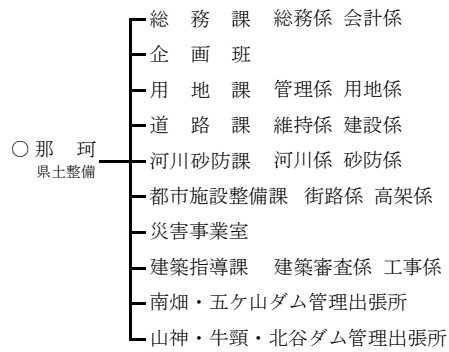 総務課 総務係 会計係
企画班
用地課 管理係 用地係
道路課 維持係 建設係
○那珂
県土整備
河川砂防課 河川係 砂防係
都市施設整備課 街路係 高架係
災害事業室
建築指導課 建築審査係 工事係
南畑・五ケ山ダム管理出張所
山神・牛頸・北谷ダム管理出張所